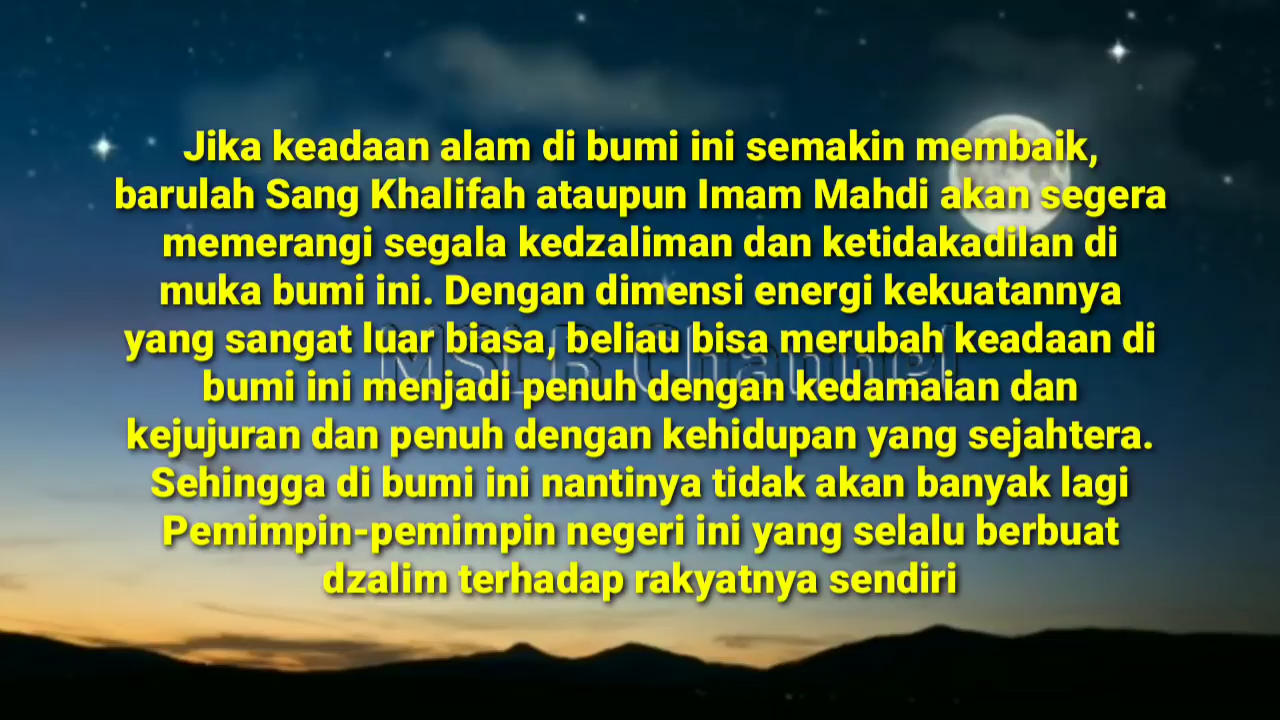 Jika keadaan alam di bumi ini semakin membaik,
barulah Sang Khalifah ataupun Imam Mahdi akan segera
memerangi segala kedzaliman dan ketidakadilan di
muka bumi ini. Dengan dimensi energi kekuatannya
yang sangat luar biasa, beliau bisa merubah keadaan di
MSLB Channel
bumi ini menjadi penuh dengan kedamaian dan
kejujuran dan penuh dengan kehidupan yang sejahtera.
Sehingga di bumi ini nantinya tidak akan banyak lagi
Pemimpin-pemimpin negeri ini yang selalu berbuat
dzalim terhadap rakyatnya sendiri